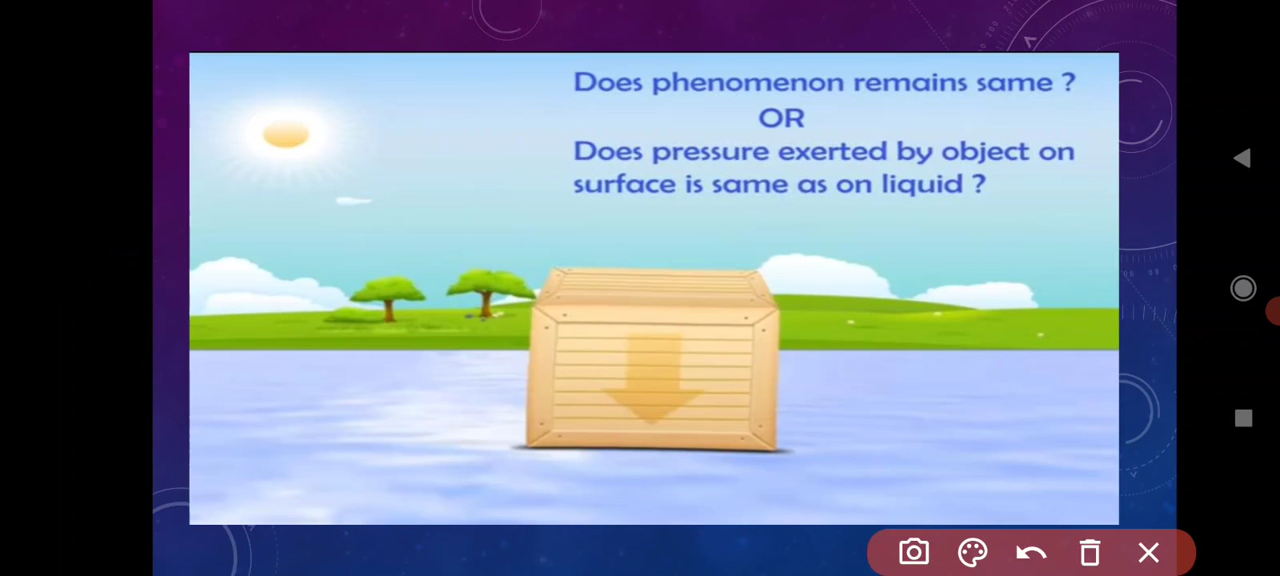 Does phenomenon remains same ?
OR
Does pressure exerted by object on
surface is same as on liquid ?